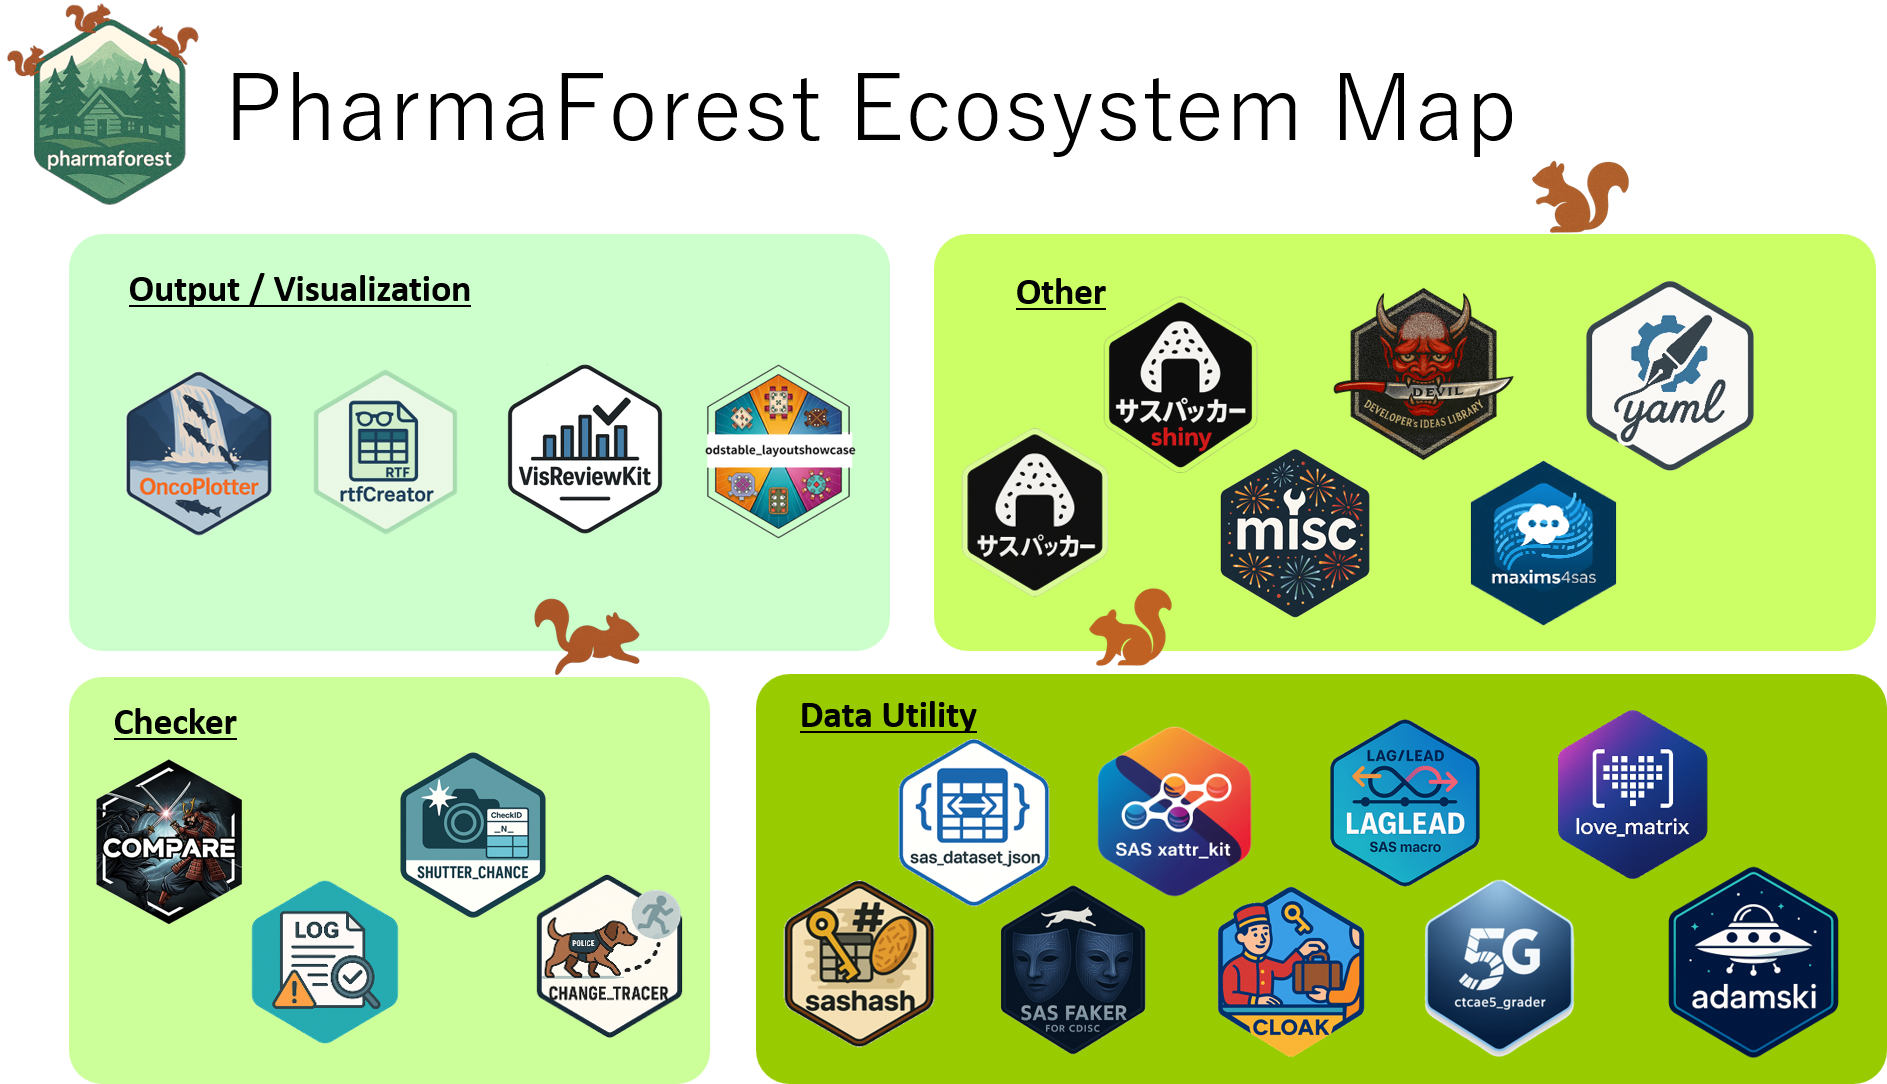 pharmaforest
PharmaForest Ecosystem Map
Output / Visualization
OncoPlotter
RTF
rtfCreator
VisReviewKit
odstable_layoutshowcase
Other
サスパッカー
shiny
DEVIL
DEVELOPER's IDEAS LIBRARY
yaml
サスパッカー
misc
maxims4sas
Checker
COMPARE
CheckID
_N_
SHUTTER_CHANCE
LOG
POLICE
CHANGE_TRACER
Data Utility
sas_dataset_json
SAS xattr_kit
LAG/LEAD
LAGLEAD
SAS macro
love_matrix
#
sashash
SAS FAKER
FOR CDISC
CLOAK
5G
ctcae5_grader
adamski